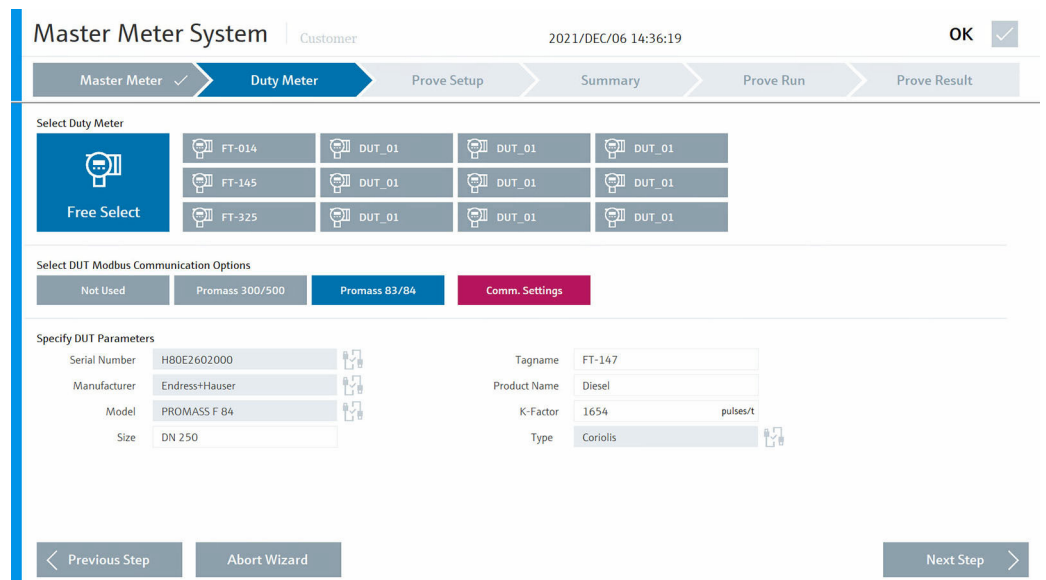 Master Meter System Customer 2021/DEC/06 14:36:19 OK
Master Meter Duty Meter Prove Setup Summary Prove Run Prove Result
Select Duty Meter
Free Select
FT-014 DUT_01 DUT_01 DUT_01
FT-145 DUT_01 DUT_01 DUT_01
FT-325 DUT_01 DUT_01 DUT_01
Select DUT Modbus Communication Options
Not Used Promass 300/500 Promass 83/84 Comm. Settings
Specify DUT Parameters
Serial Number H80E2602000 Tagname FT-147
Manufacturer Endress+Hauser Product Name Diesel
Model PROMASS F 84 K-Factor 1654 pulses/t
Size DN 250 Type Coriolis
Previous Step Abort Wizard Next Step